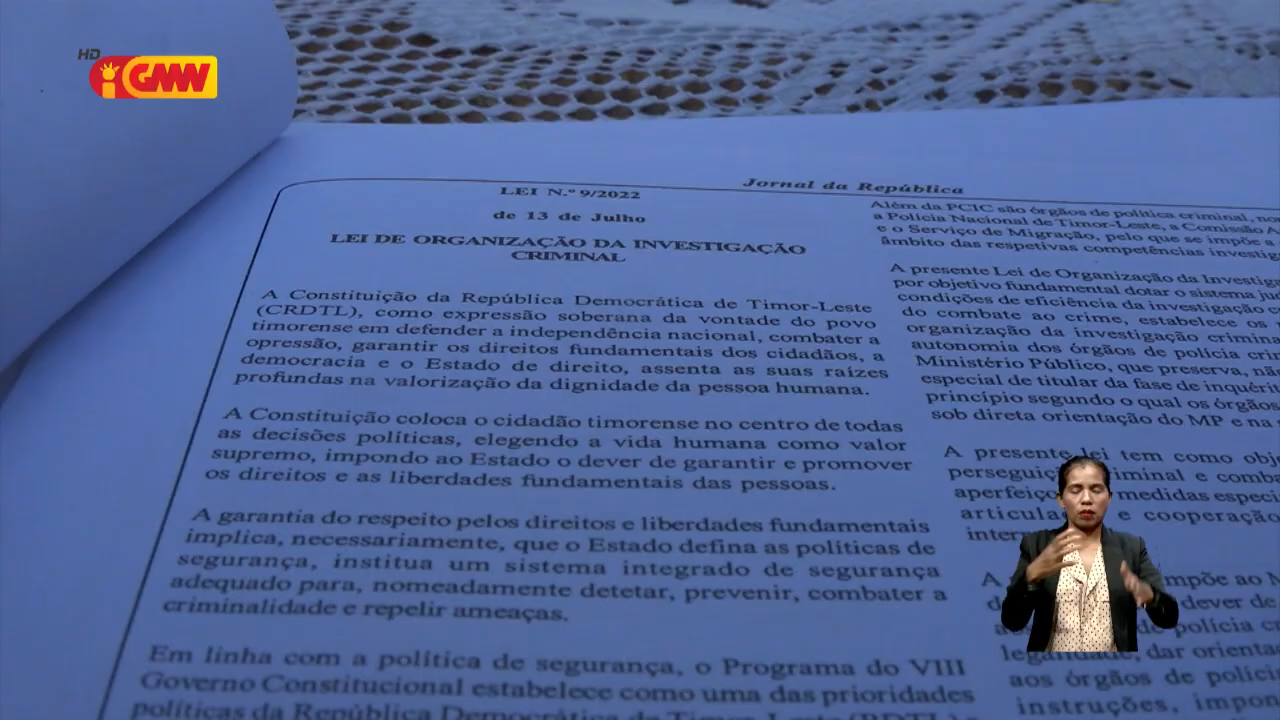 HD
GMN
Jornal da República
LEI N.º 9/2022
de 13 de Julho
LEI DE ORGANIZAÇÃO DA INVESTIGAÇÃO
CRIMINAL
A Constituição da República Democrática de Timor-Leste
(CRDTL), como expressão soberana da vontade do povo
timorense em defender a independência nacional, combater a
opressão, garantir os direitos fundamentais dos cidadãos, a
democracia e o Estado de direito, assenta as suas raízes
profundas na valorização da dignidade da pessoa humana.
A Constituição coloca o cidadão timorense no centro de todas
as decisões políticas, elegendo a vida humana como valor
supremo, impondo ao Estado o dever de garantir e promover
os direitos e as liberdades fundamentais das pessoas.
A garantia do respeito pelos direitos e liberdades fundamentais
implica, necessariamente, que o Estado defina as políticas de
segurança, institua um sistema integrado de segurança
adequado para, nomeadamente detetar, prevenir, combater a
criminalidade e repelir ameaças.
Em linha com a política de segurança, o Programa do VIII
Governo Constitucional estabelece como uma das prioridades
políticas da República Democrática de Timor-Leste (RDTL)
Além da PCIC são órgãos de política criminal,
a Polícia Nacional de Timor-Leste, a Comissão
e o Serviço de Migração, pelo que se impõe a
âmbito das respetivas competências
A presente Lei de Organização da
por objetivo fundamental dotar o sistema
condições de eficiência da investigação
do combate ao crime, estabelece os
organização da investigação
autonomia dos órgãos de polícia
Ministério Público, que preserva,
especial de titular da fase de
princípio segundo o qual os órgãos
sob direta orientação do MP e na
A presente lei tem como
e
medidas
e cooperação
A impõe ao
dever de
de polícia
dar
aos órgãos de
instruções,